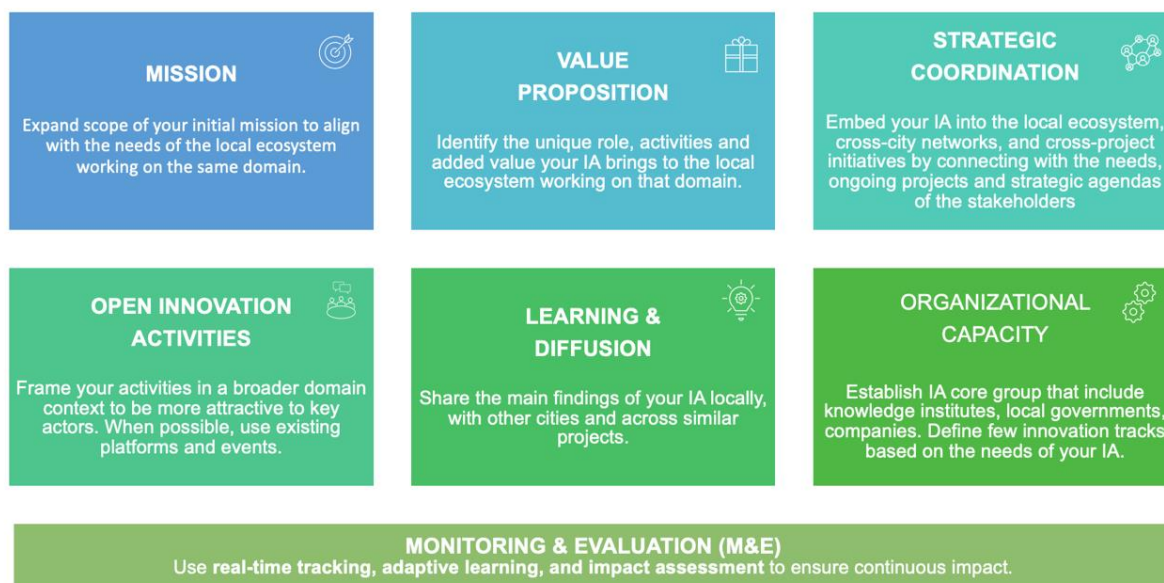 MISSION
Expand scope of your initial mission to align
with the needs of the local ecosystem
working on the same domain.
VALUE
PROPOSITION
Identify the unique role, activities and
added value your IA brings to the local
ecosystem working on that domain.
STRATEGIC
COORDINATION
Embed your IA into the local ecosystem,
cross-city networks, and cross-project
initiatives by connecting with the needs,
ongoing projects and strategic agendas
of the stakeholders
OPEN INNOVATION
ACTIVITIES
Frame your activities in a broader domain
context to be more attractive to key
actors. When possible, use existing
platforms and events.
LEARNING &
DIFFUSION
Share the main findings of your IA locally,
with other cities and across similar
projects.
ORGANIZATIONAL
CAPACITY
Establish IA core group that include
knowledge institutes, local governments,
companies. Define few innovation tracks
based on the needs of your IA.
MONITORING & EVALUATION (M&E)
Use real-time tracking, adaptive learning, and impact assessment to ensure continuous impact.